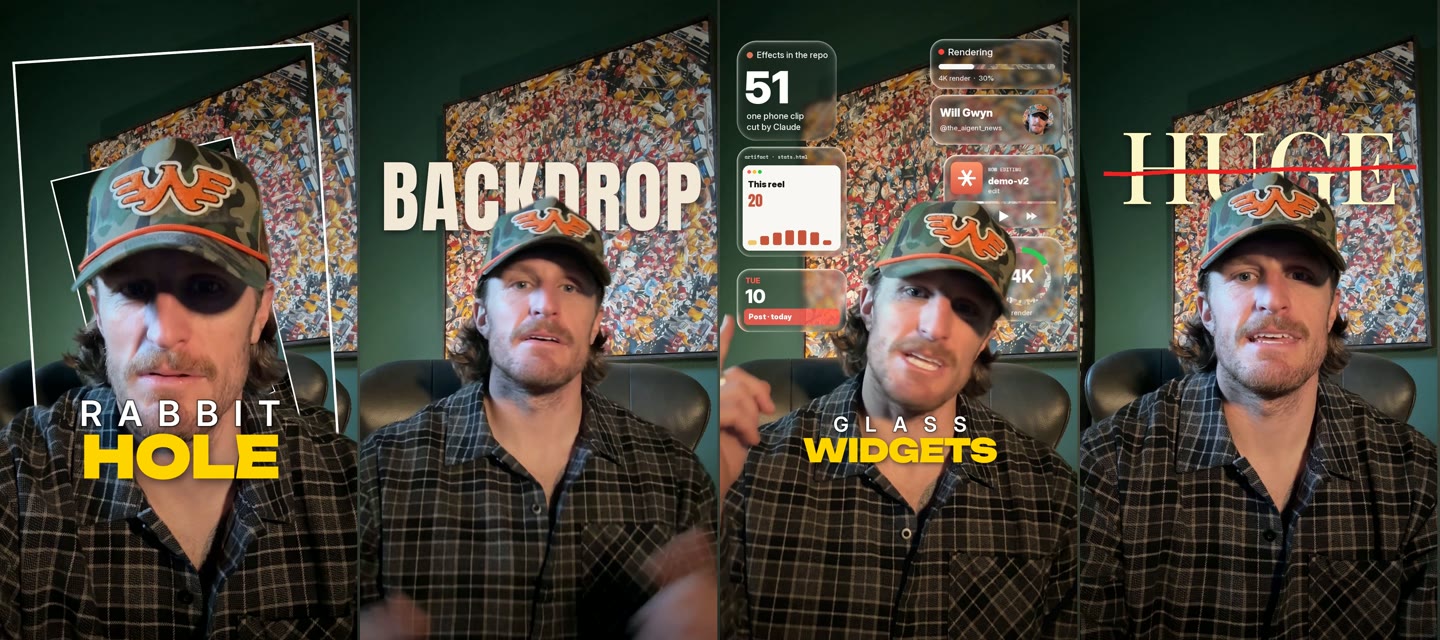 RABBIT
HOLE
BACKDROP
Effects in the repo
51
one phone clip
cut by Claude
artifact · stats.html
This reel
20
TUE
10
Post · today
Rendering
4K render · 30%
Will Gwyn
@the_aigent_news
NOW EDITING
demo-v2
edit
4K
render
GLASS
WIDGETS
HUGE